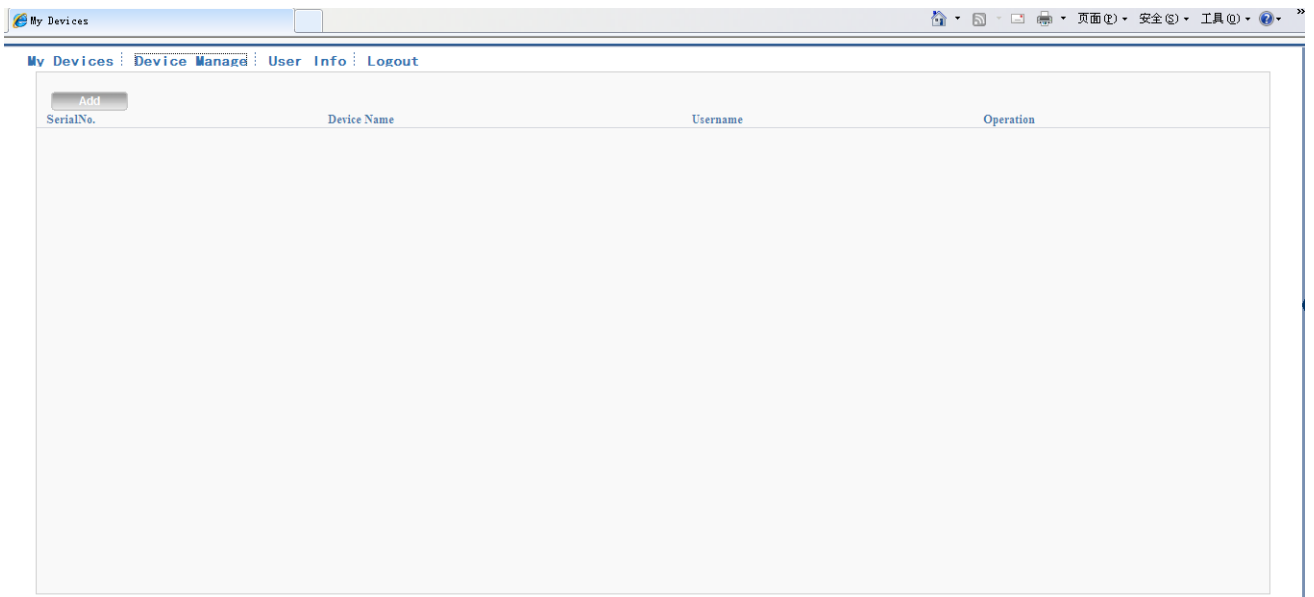 My Devices
页面(P) 安全(S) 工具(O) »
My Devices Device Manage User Info Logout
Add
SerialNo. Device Name Username Operation